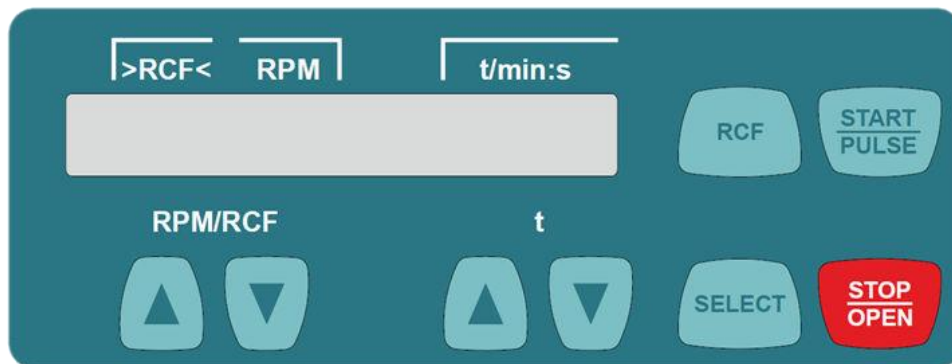 >RCF< RPM t/min:s
RCF
START
PULSE
RPM/RCF t
SELECT
STOP
OPEN